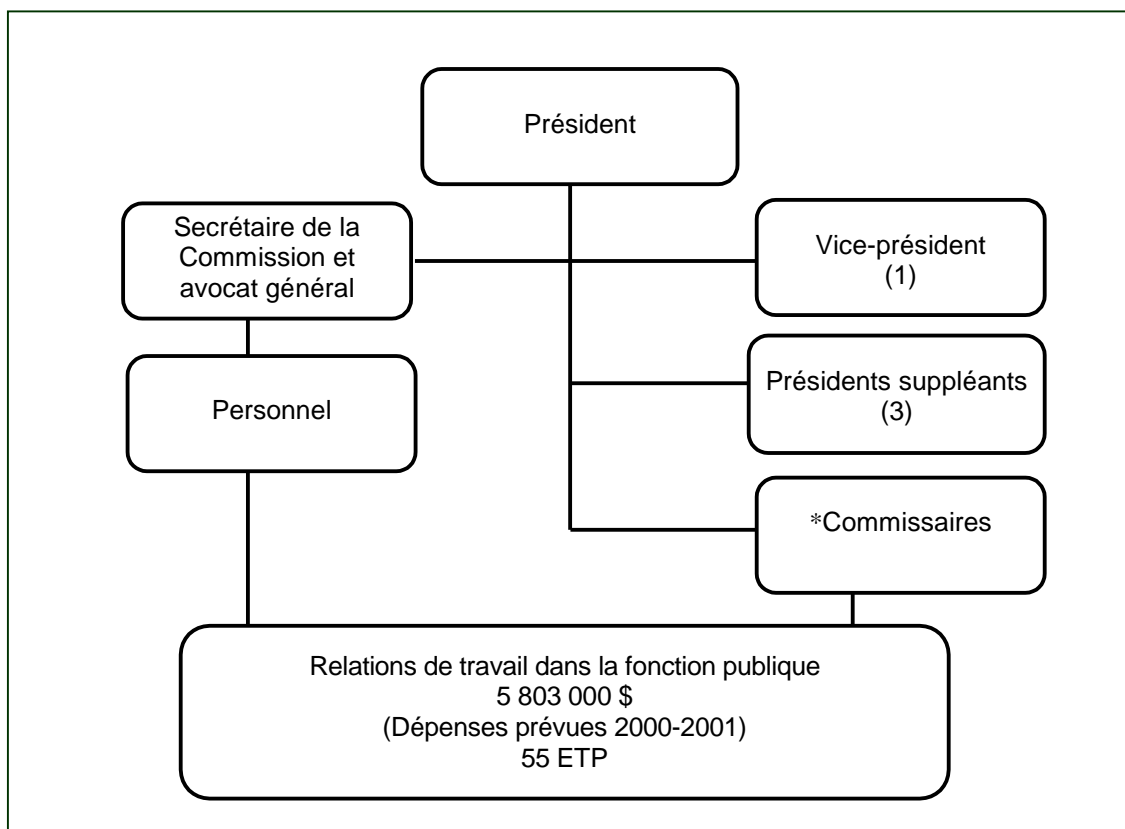 Président
Secrétaire de la
Commission et
avocat général
Vice-président
(1)
Personnel
Présidents suppléants
(3)
*Commissaires
Relations de travail dans la fonction publique
5 803 000 $
(Dépenses prévues 2000-2001)
55 ETP